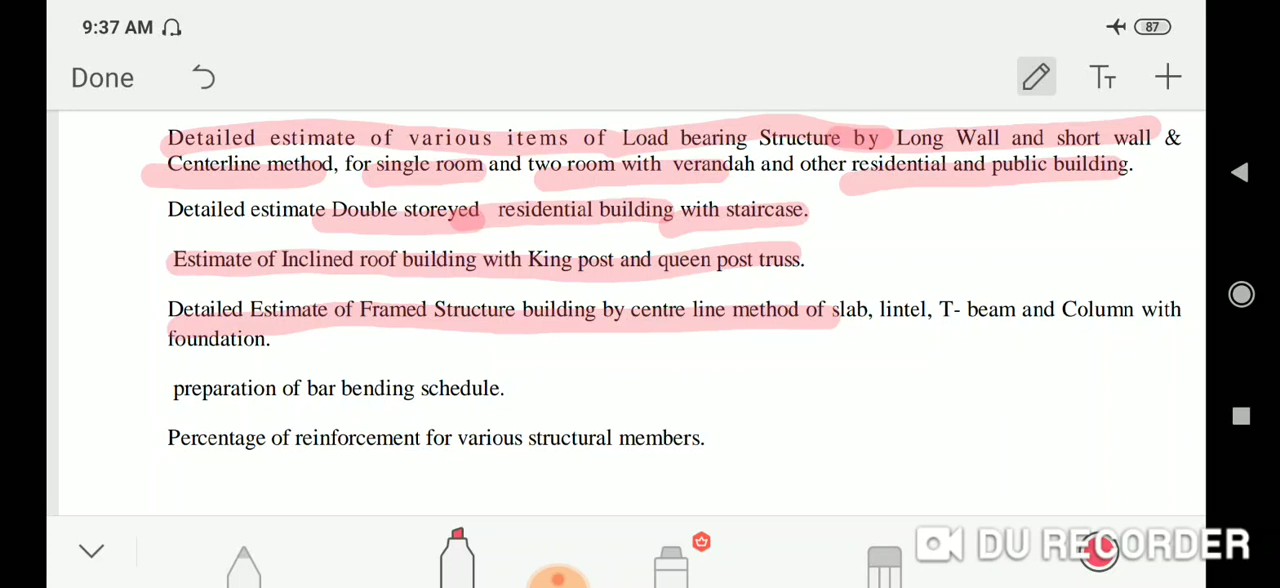 9:37 AM 87
Done
Detailed estimate of various items of Load bearing Structure by Long Wall and short wall &
Centerline method, for single room and two room with verandah and other residential and public building.
Detailed estimate Double storeyed residential building with staircase.
Estimate of Inclined roof building with King post and queen post truss.
Detailed Estimate of Framed Structure building by centre line method of slab, lintel, T- beam and Column with
foundation.
preparation of bar bending schedule.
Percentage of reinforcement for various structural members.
DU RECORDER